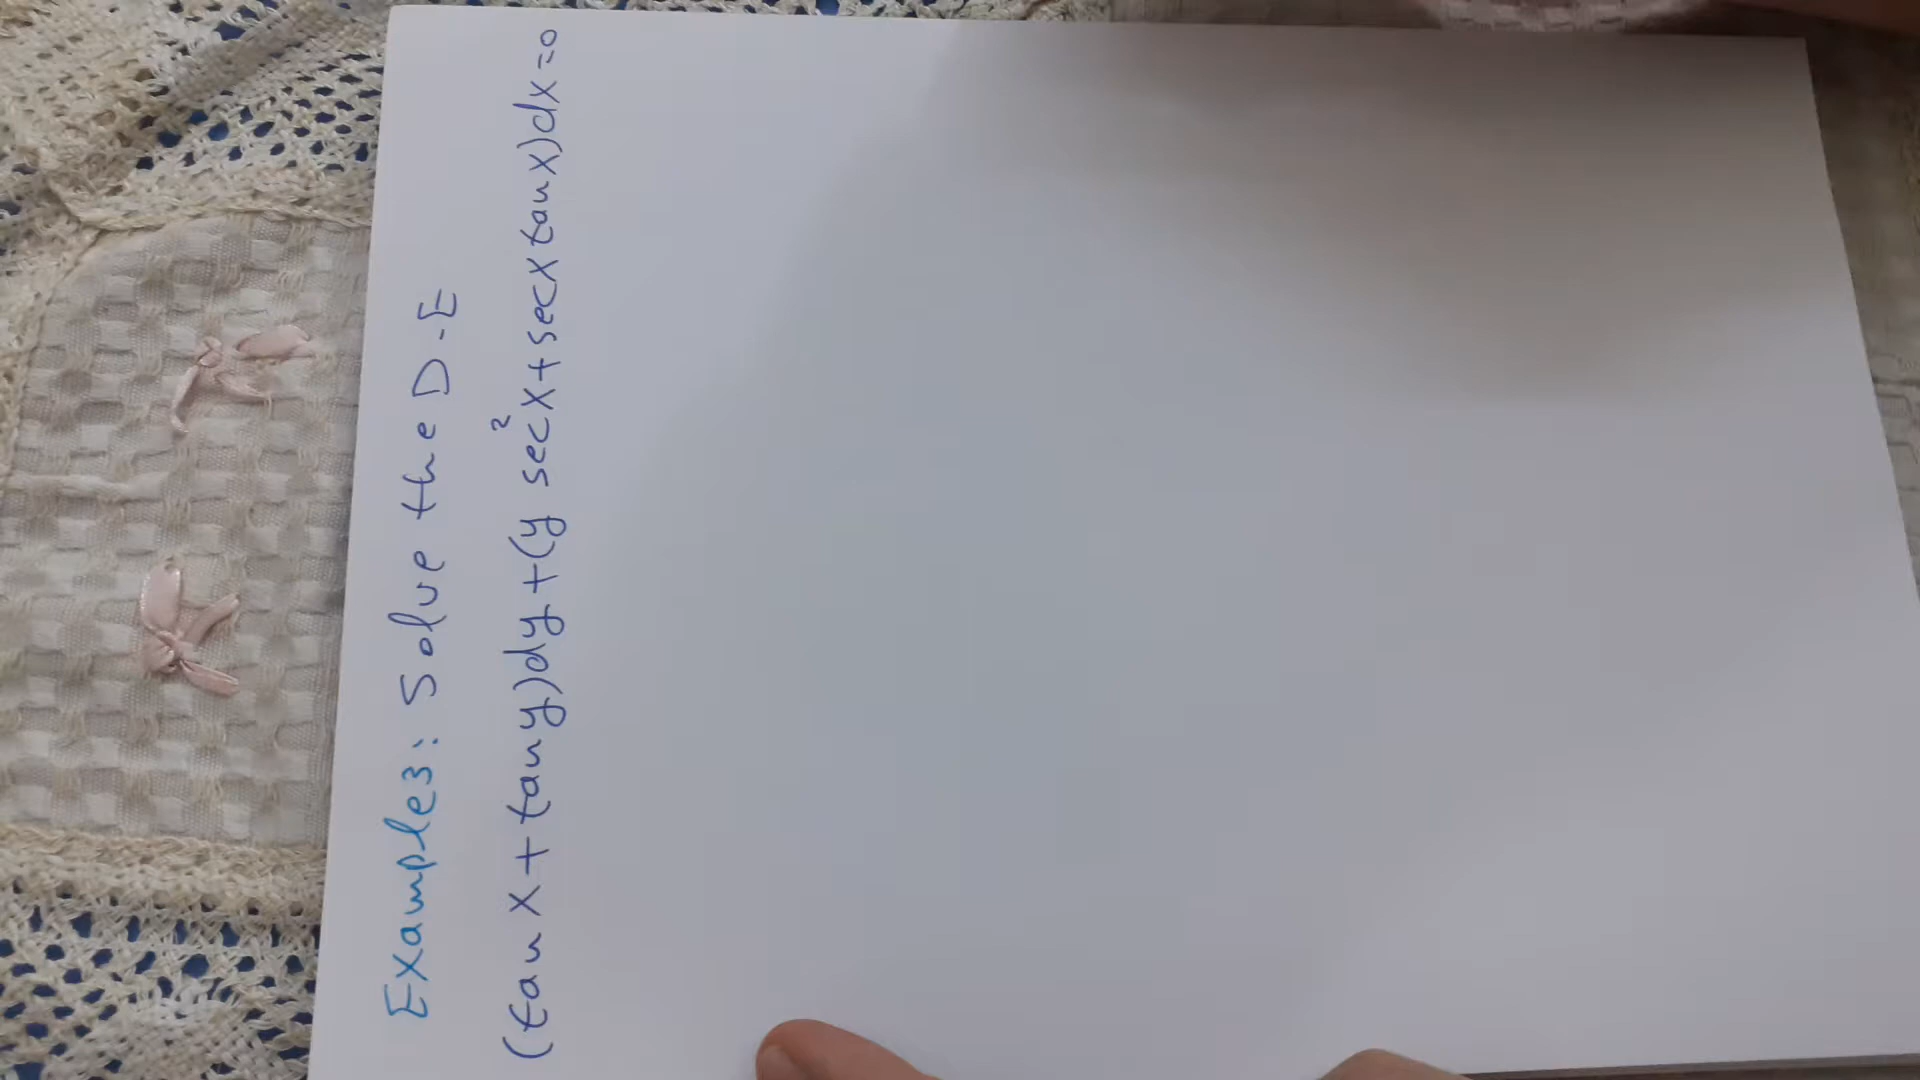 Example3: Solve the D.E
(tan x + tan y)dy + (y sec²x + sec x tan x)dx = 0